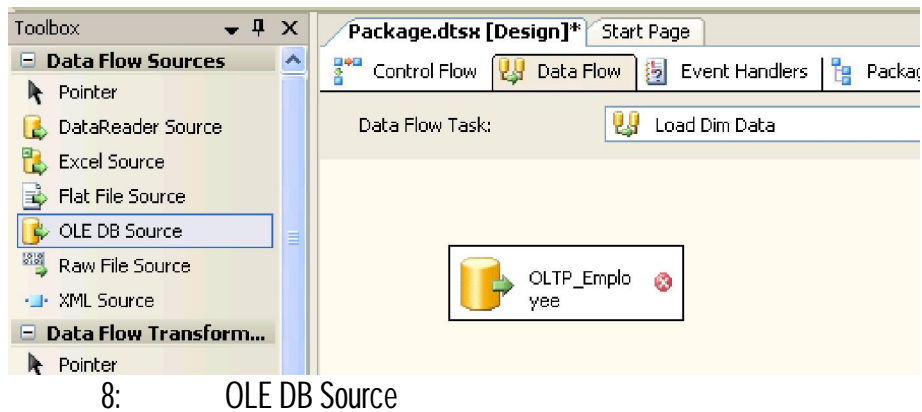 Toolbox
Package.dtsx [Design]* Start Page
Data Flow Sources
Control Flow Data Flow Event Handlers Packag
Pointer
DataReader Source
Data Flow Task: Load Dim Data
Excel Source
Flat File Source
OLE DB Source
Raw File Source
OLTP_Emplo
yee
XML Source
Data Flow Transform...
Pointer
8: OLE DB Source